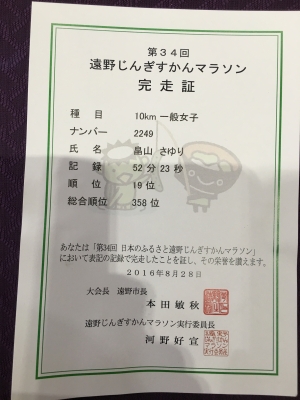 第34回
遠野じんぎすかんマラソン
完走証
種目 10km 一般女子
ナンバー 2249
氏名 畠山 さゆり
記録 52分23秒
順位 19位
総合順位 358位
あなたは「第34回 日本のふるさと遠野じんぎすかんマラソン」
において表記の記録で完走したことを証し、その栄誉を讃えます。
2016年8月28日
大会長 遠野市長
本田敏秋
遠野じんぎすかんマラソン実行委員長
河野好宣